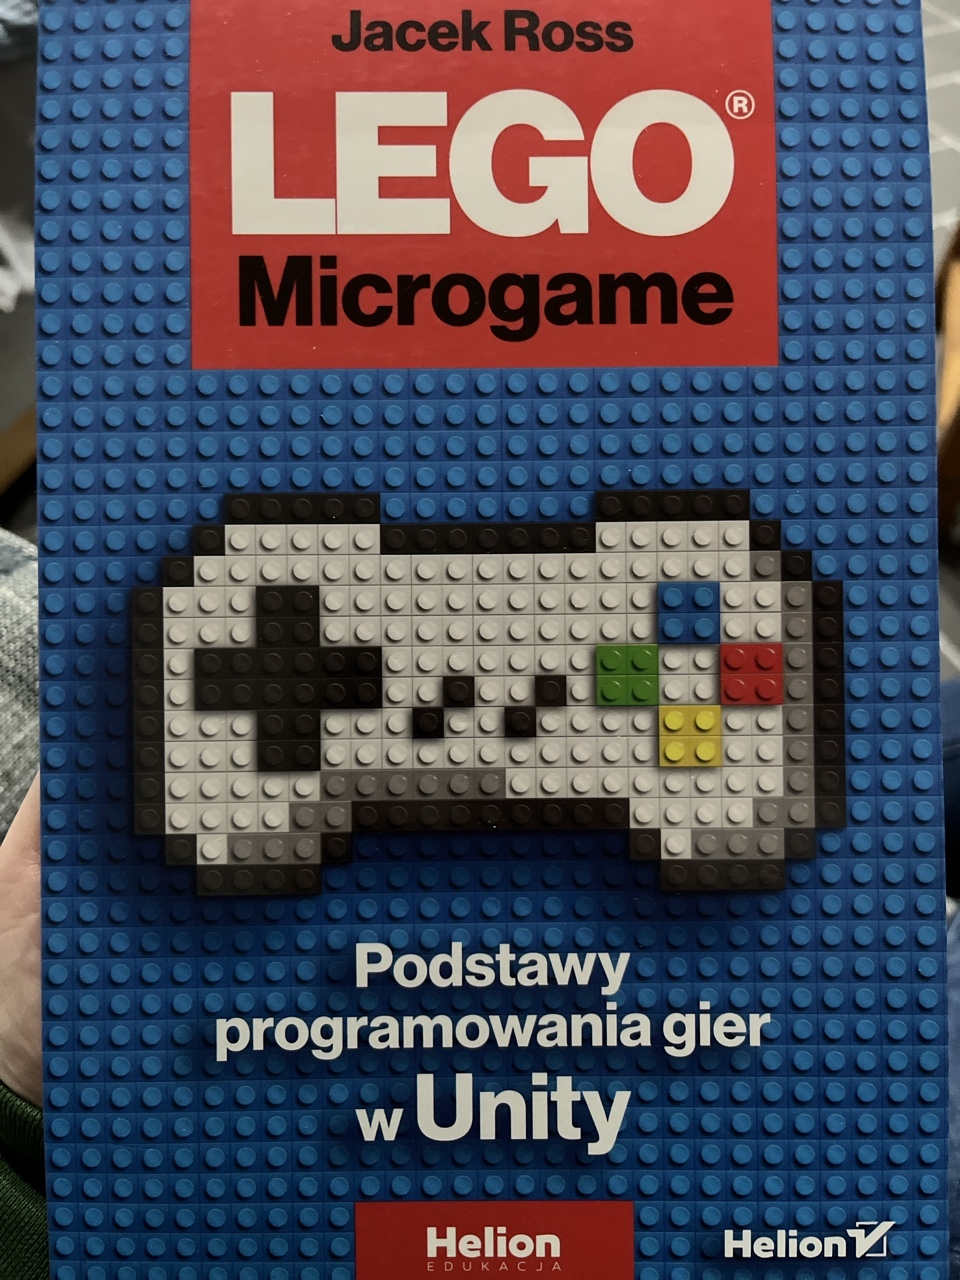 Jacek Ross
LEGO®
Microgame
Podstawy
programowania gier
w Unity
Helion
EDUKACJA
Helion